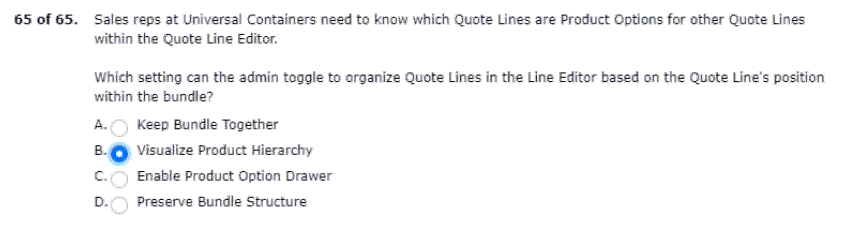 65 of 65. Sales reps at Universal Containers need to know which Quote Lines are Product Options for other Quote Lines
within the Quote Line Editor.
Which setting can the admin toggle to organize Quote Lines in the Line Editor based on the Quote Line's position
within the bundle?
A. Keep Bundle Together
B. Visualize Product Hierarchy
C. Enable Product Option Drawer
D. Preserve Bundle Structure